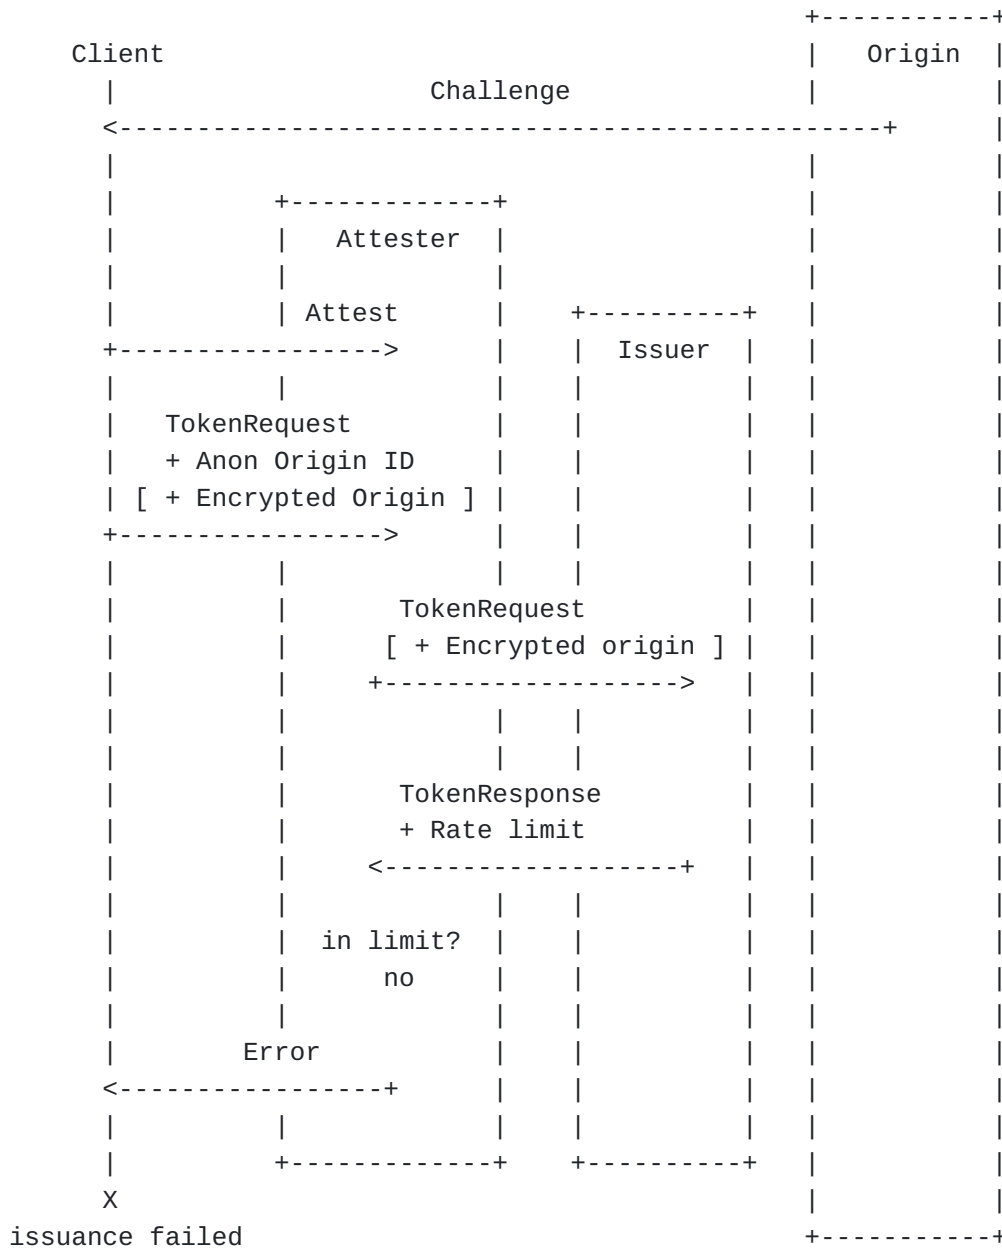 Client Origin
Challenge
Attester
Attest
Issuer
TokenRequest
+ Anon Origin ID
[ + Encrypted Origin ]
TokenRequest
[ + Encrypted origin ]
TokenResponse
+ Rate limit
in limit?
no
Error
X
issuance failed